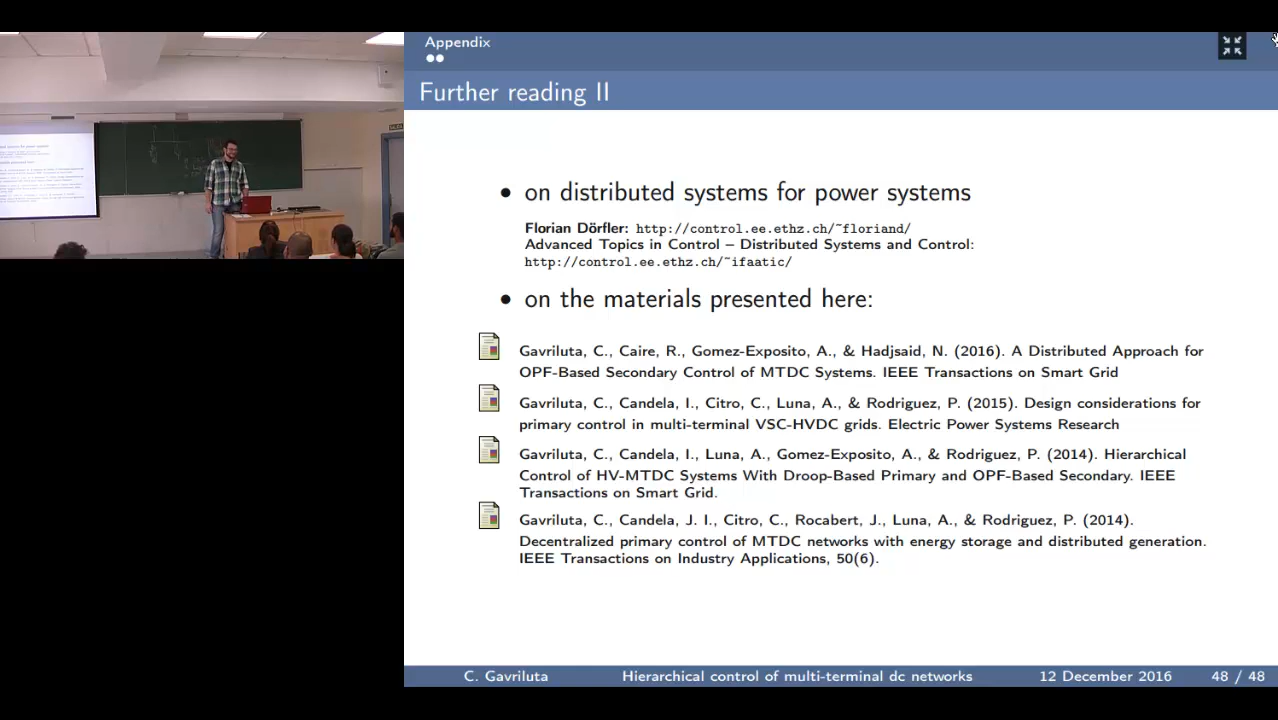 Appendix
Further reading II
• on distributed systems for power systems
Florian Dörfler: http://control.ee.ethz.ch/~floriand/
Advanced Topics in Control – Distributed Systems and Control:
http://control.ee.ethz.ch/~ifaatic/
• on the materials presented here:
Gavriluta, C., Caire, R., Gomez-Exposito, A., & Hadjsaid, N. (2016). A Distributed Approach for
OPF-Based Secondary Control of MTDC Systems. IEEE Transactions on Smart Grid
Gavriluta, C., Candela, I., Citro, C., Luna, A., & Rodriguez, P. (2015). Design considerations for
primary control in multi-terminal VSC-HVDC grids. Electric Power Systems Research
Gavriluta, C., Candela, I., Luna, A., Gomez-Exposito, A., & Rodriguez, P. (2014). Hierarchical
Control of HV-MTDC Systems With Droop-Based Primary and OPF-Based Secondary. IEEE
Transactions on Smart Grid.
Gavriluta, C., Candela, J. I., Citro, C., Rocabert, J., Luna, A., & Rodriguez, P. (2014).
Decentralized primary control of MTDC networks with energy storage and distributed generation.
IEEE Transactions on Industry Applications, 50(6).
C. Gavriluta Hierarchical control of multi-terminal dc networks 12 December 2016 48 / 48